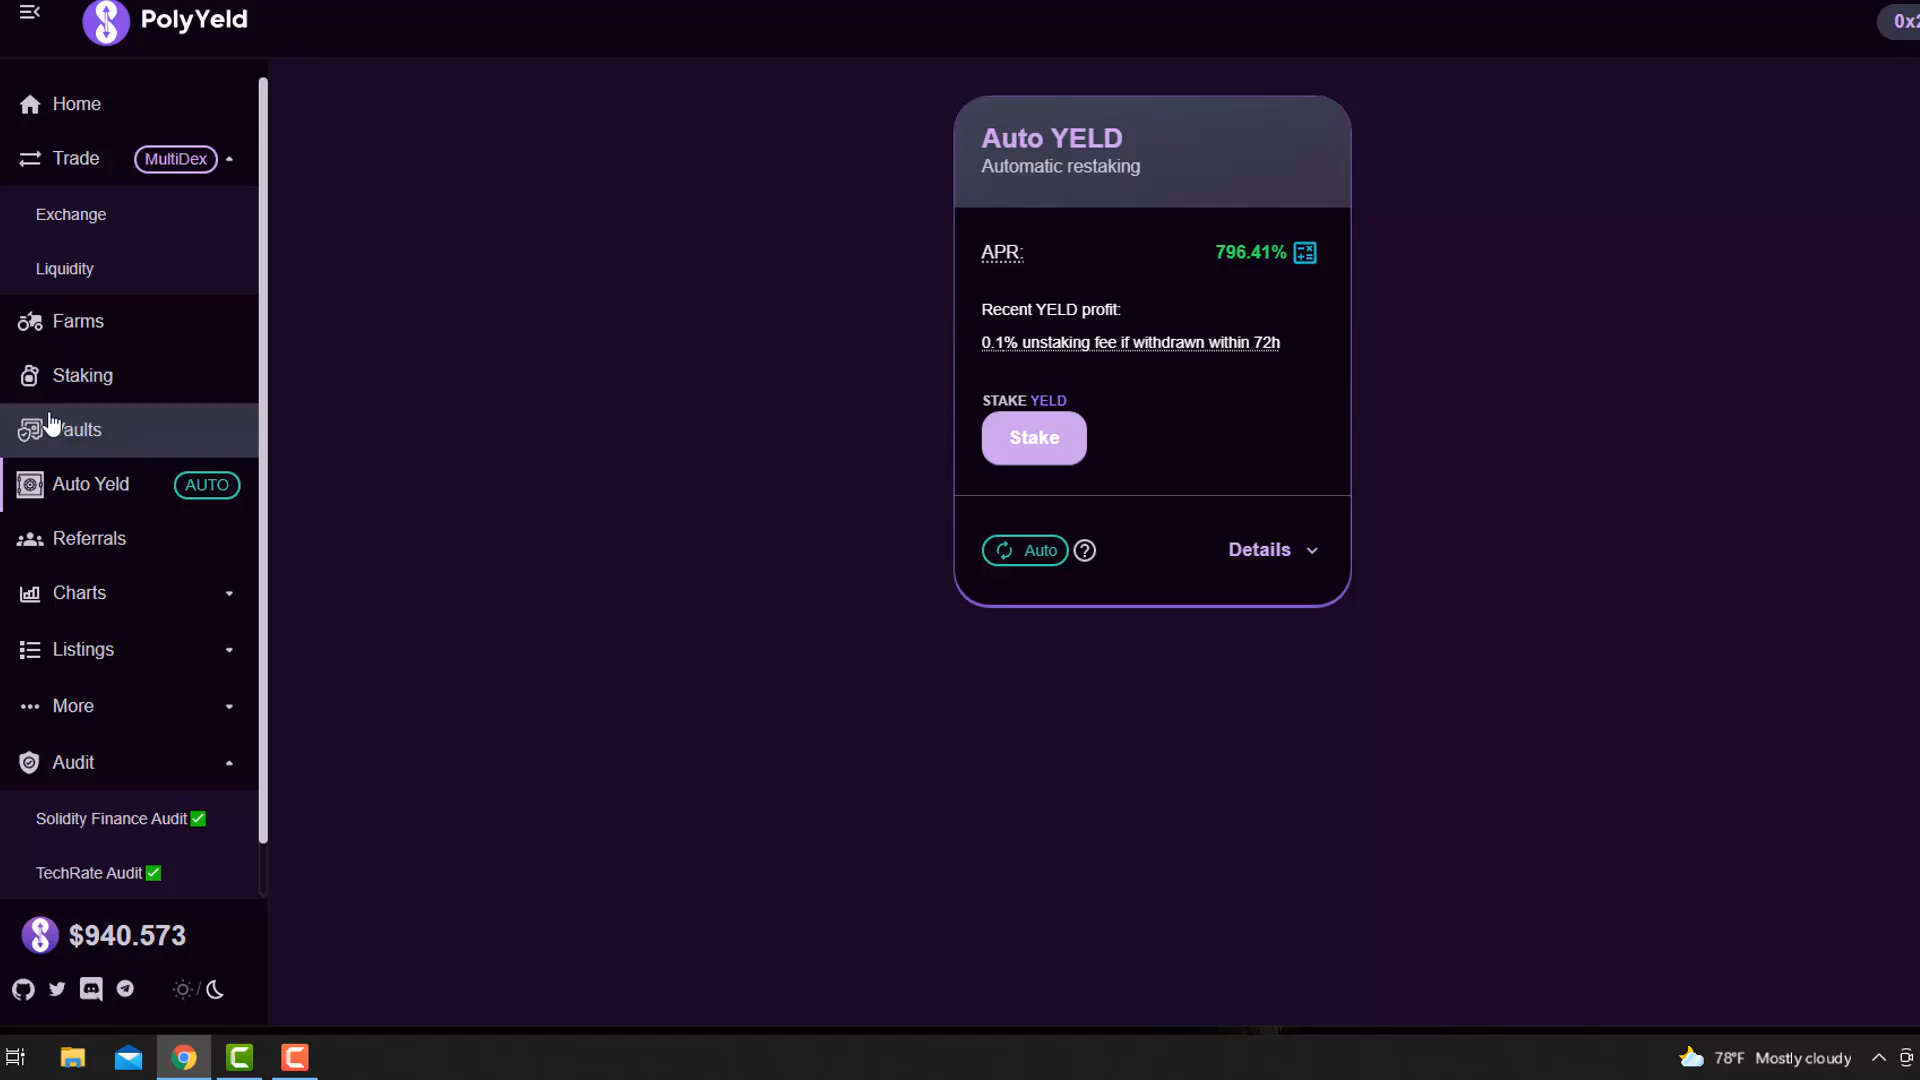 PolyYeld
0x2
Home
Trade
MultiDex
Exchange
Liquidity
Farms
Staking
aults
Auto Yeld
AUTO
Referrals
Charts
Listings
More
Audit
Solidity Finance Audit
TechRate Audit
$940.573
/
Auto YELD
Automatic restaking
APR:
796.41%
Recent YELD profit:
0.1% unstaking fee if withdrawn within 72h
STAKE YELD
Stake
Auto
?
Details
78°F Mostly cloudy